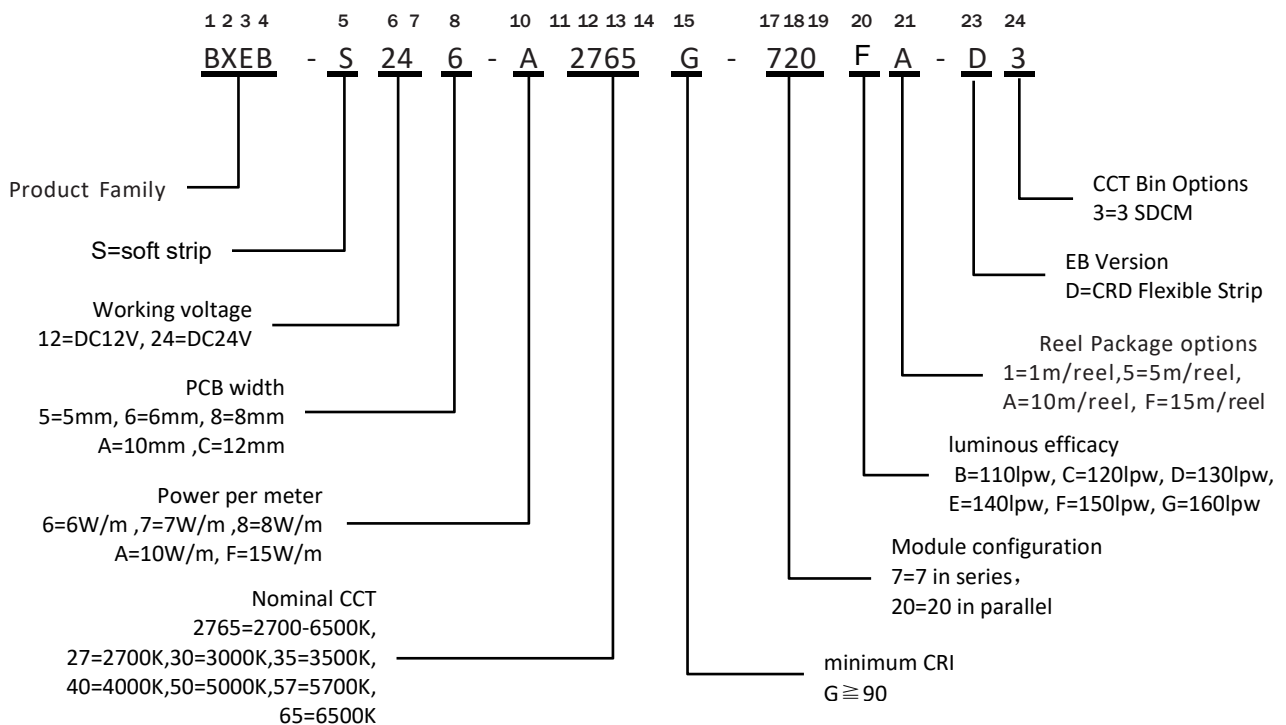 1 2 3 4 5 6 7 8 10 11 12 13 14 15 17 18 19 20 21 23 24
BXEB - S 24 6 - A 2765 G - 720 F A - D 3
Product Family
S=soft strip
Working voltage
12=DC12V, 24=DC24V
PCB width
5=5mm, 6=6mm, 8=8mm
A=10mm ,C=12mm
Power per meter
6=6W/m ,7=7W/m ,8=8W/m
A=10W/m, F=15W/m
Nominal CCT
2765=2700-6500K,
27=2700K,30=3000K,35=3500K,
40=4000K,50=5000K,57=5700K,
65=6500K
CCT Bin Options
3=3 SDCM
EB Version
D=CRD Flexible Strip
Reel Package options
1=1m/reel,5=5m/reel,
A=10m/reel, F=15m/reel
luminous efficacy
B=110lpw, C=120lpw, D=130lpw,
E=140lpw, F=150lpw, G=160lpw
Module configuration
7=7 in series，
20=20 in parallel
minimum CRI
G≧90